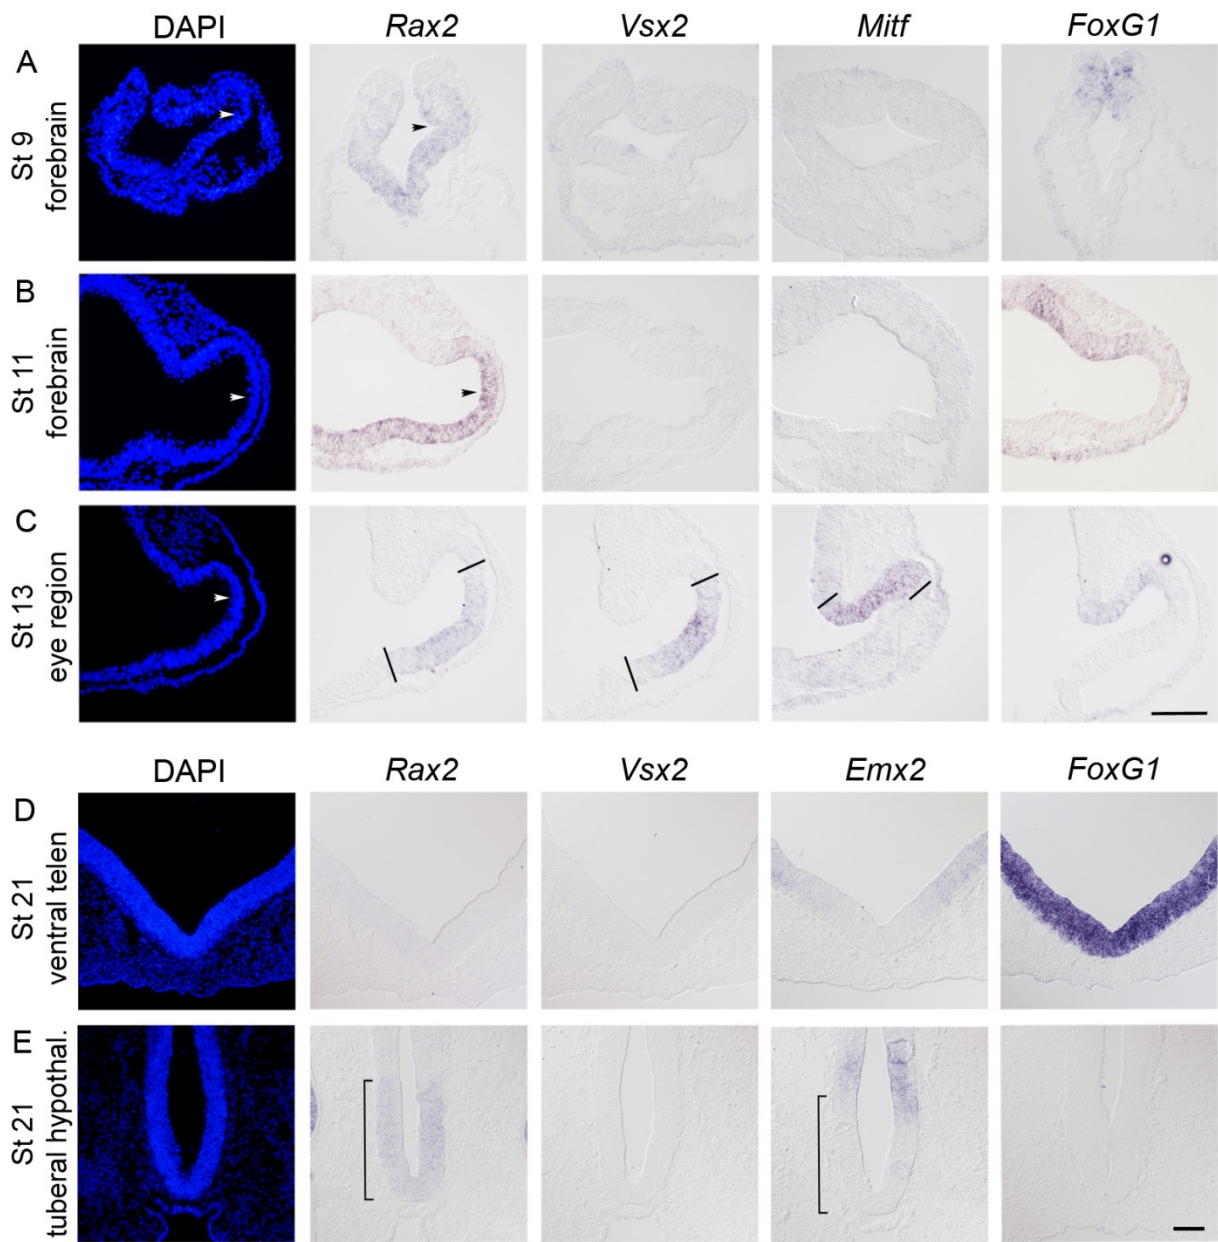 DAPI Rax2 Vsx2 Mitf FoxG1
A
St 9
forebrain
B
St 11
forebrain
C
St 13
eye region
DAPI Rax2 Vsx2 Emx2 FoxG1
D
St 21
ventral telen
E
St 21
tuberal hypothal.